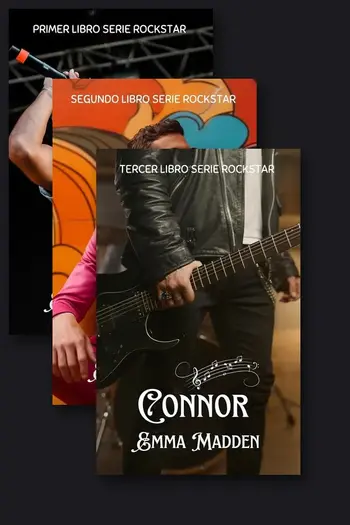 PRIMER LIBRO SERIE ROCKSTAR
SEGUNDO LIBRO SERIE ROCKSTAR
TERCER LIBRO SERIE ROCKSTAR
CONNOR
EMMA MADDEN